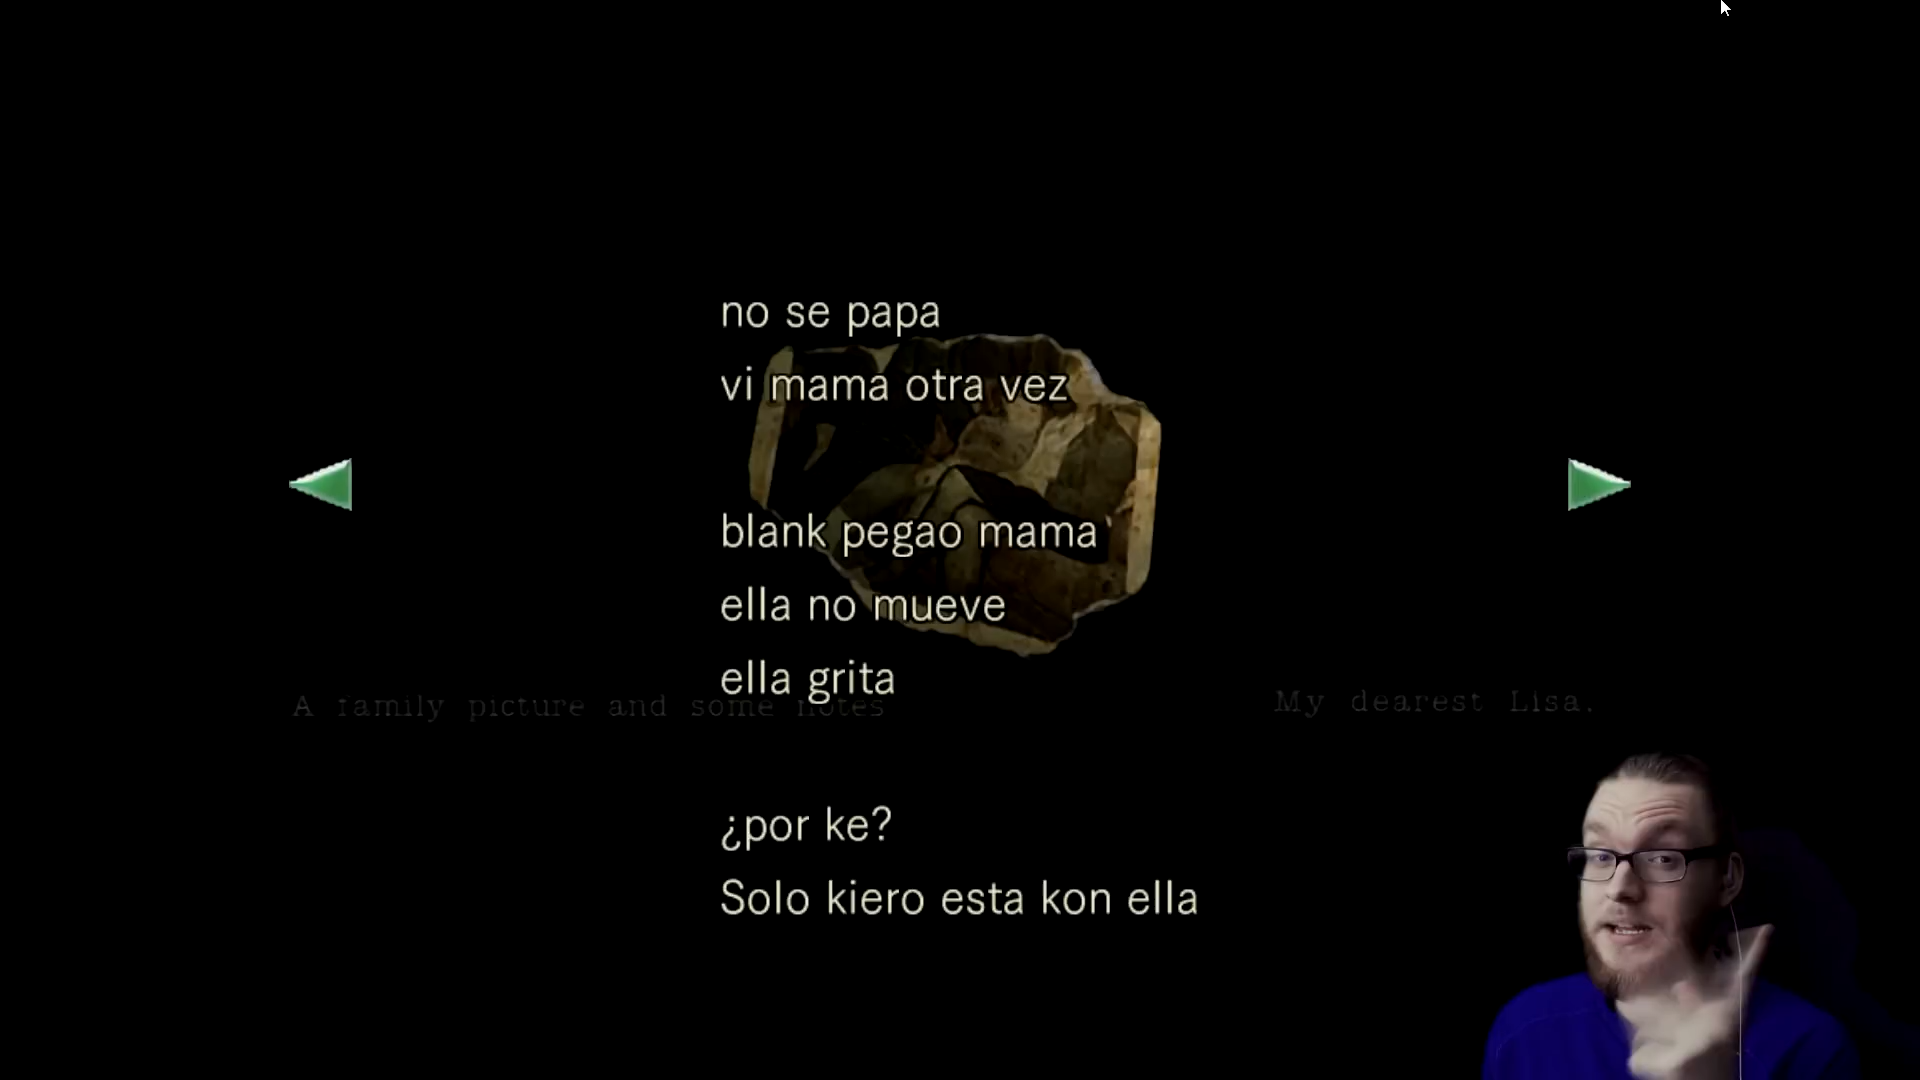 no se papa
vi mama otra vez
blank pegao mama
ella no mueve
ella grita
A family picture and some notes
My dearest Lisa.
¿por ke?
Solo kiero esta kon ella